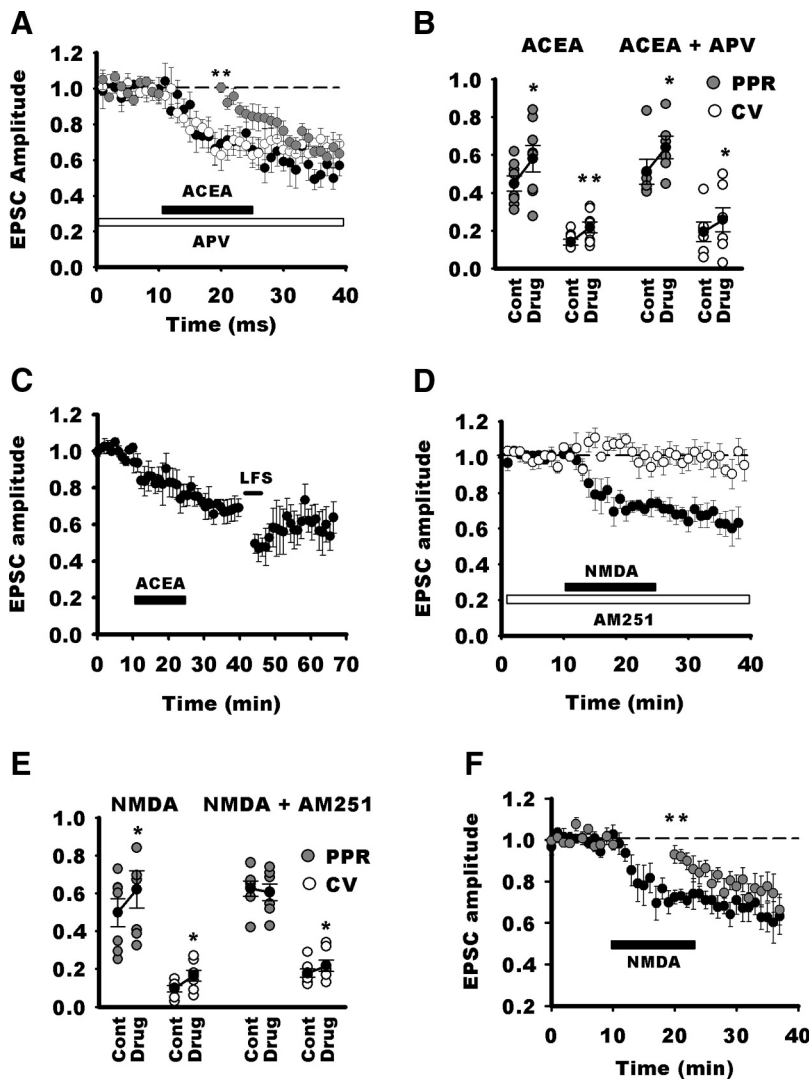 A
EPSC Amplitude
1.2
1.0
0.8
0.6
0.4
0.2
0.0
**
ACEA
APV
0 10 20 30 40
Time (ms)
B
ACEA ACEA + APV
1.0
0.8
0.6
0.4
0.2
0.0
* ** * *
PPR
CV
Cont Drug Cont Drug Cont Drug Cont Drug
C
EPSC amplitude
1.2
1.0
0.8
0.6
0.4
0.2
0.0
LFS
ACEA
0 10 20 30 40 50 60 70
Time (min)
D
EPSC amplitude
1.2
1.0
0.8
0.6
0.4
0.2
0.0
NMDA
AM251
0 10 20 30 40
Time (min)
E
NMDA NMDA + AM251
1.0
0.8
0.6
0.4
0.2
0.0
* * *
PPR
CV
Cont Drug Cont Drug Cont Drug Cont Drug
F
EPSC amplitude
1.2
1.0
0.8
0.6
0.4
0.2
**
NMDA
0 10 20 30 40
Time (min)